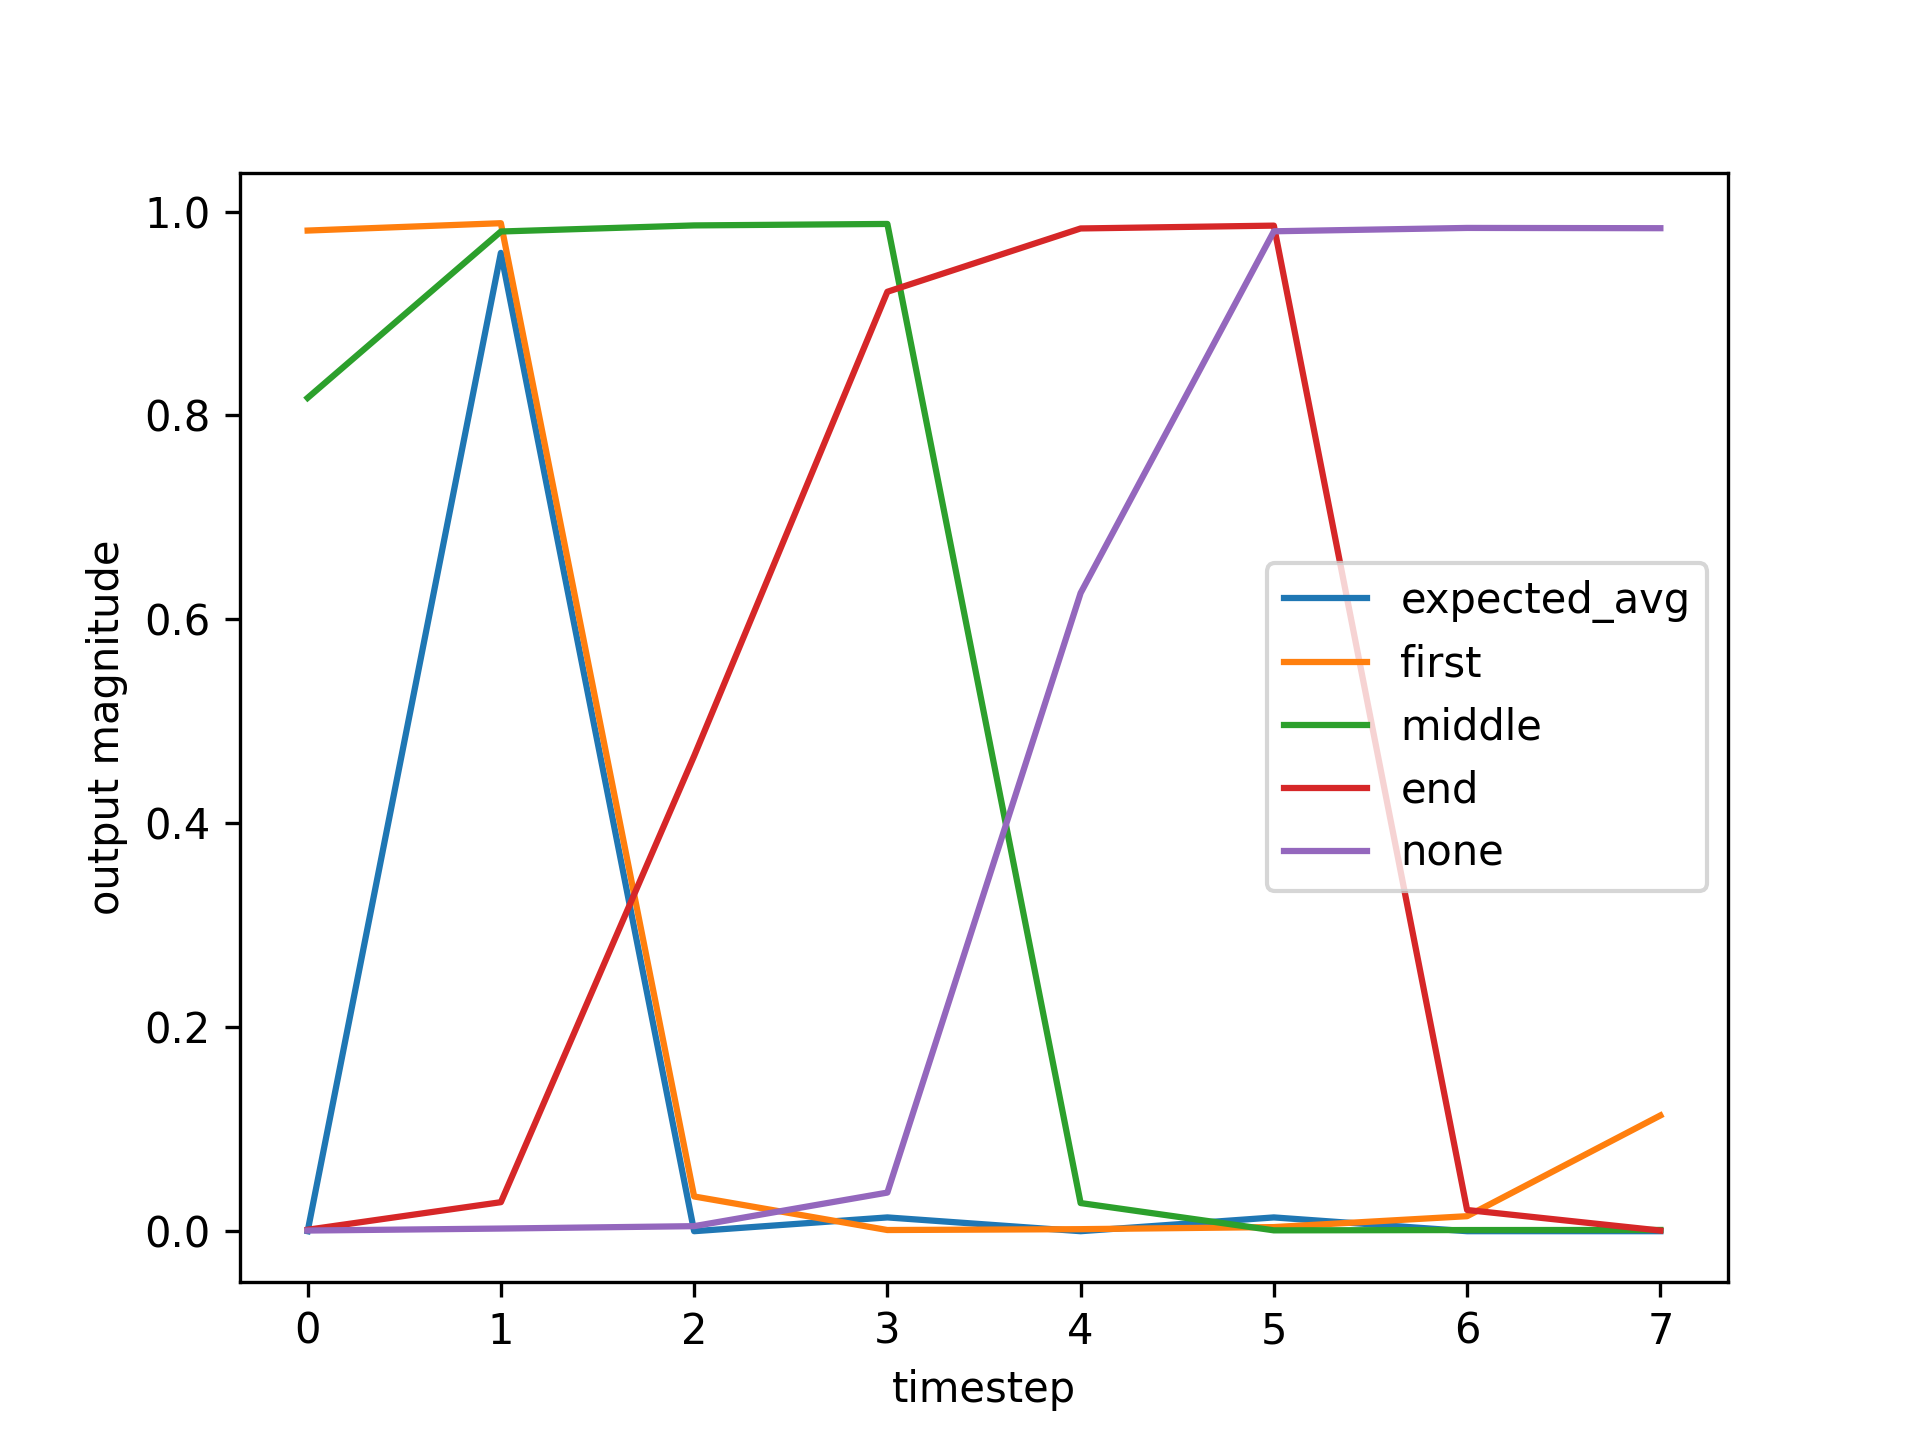 1.0
0.8
0.6
0.4
0.2
0.0
output magnitude
0 1 2 3 4 5 6 7
timestep
expected_avg
first
middle
end
none